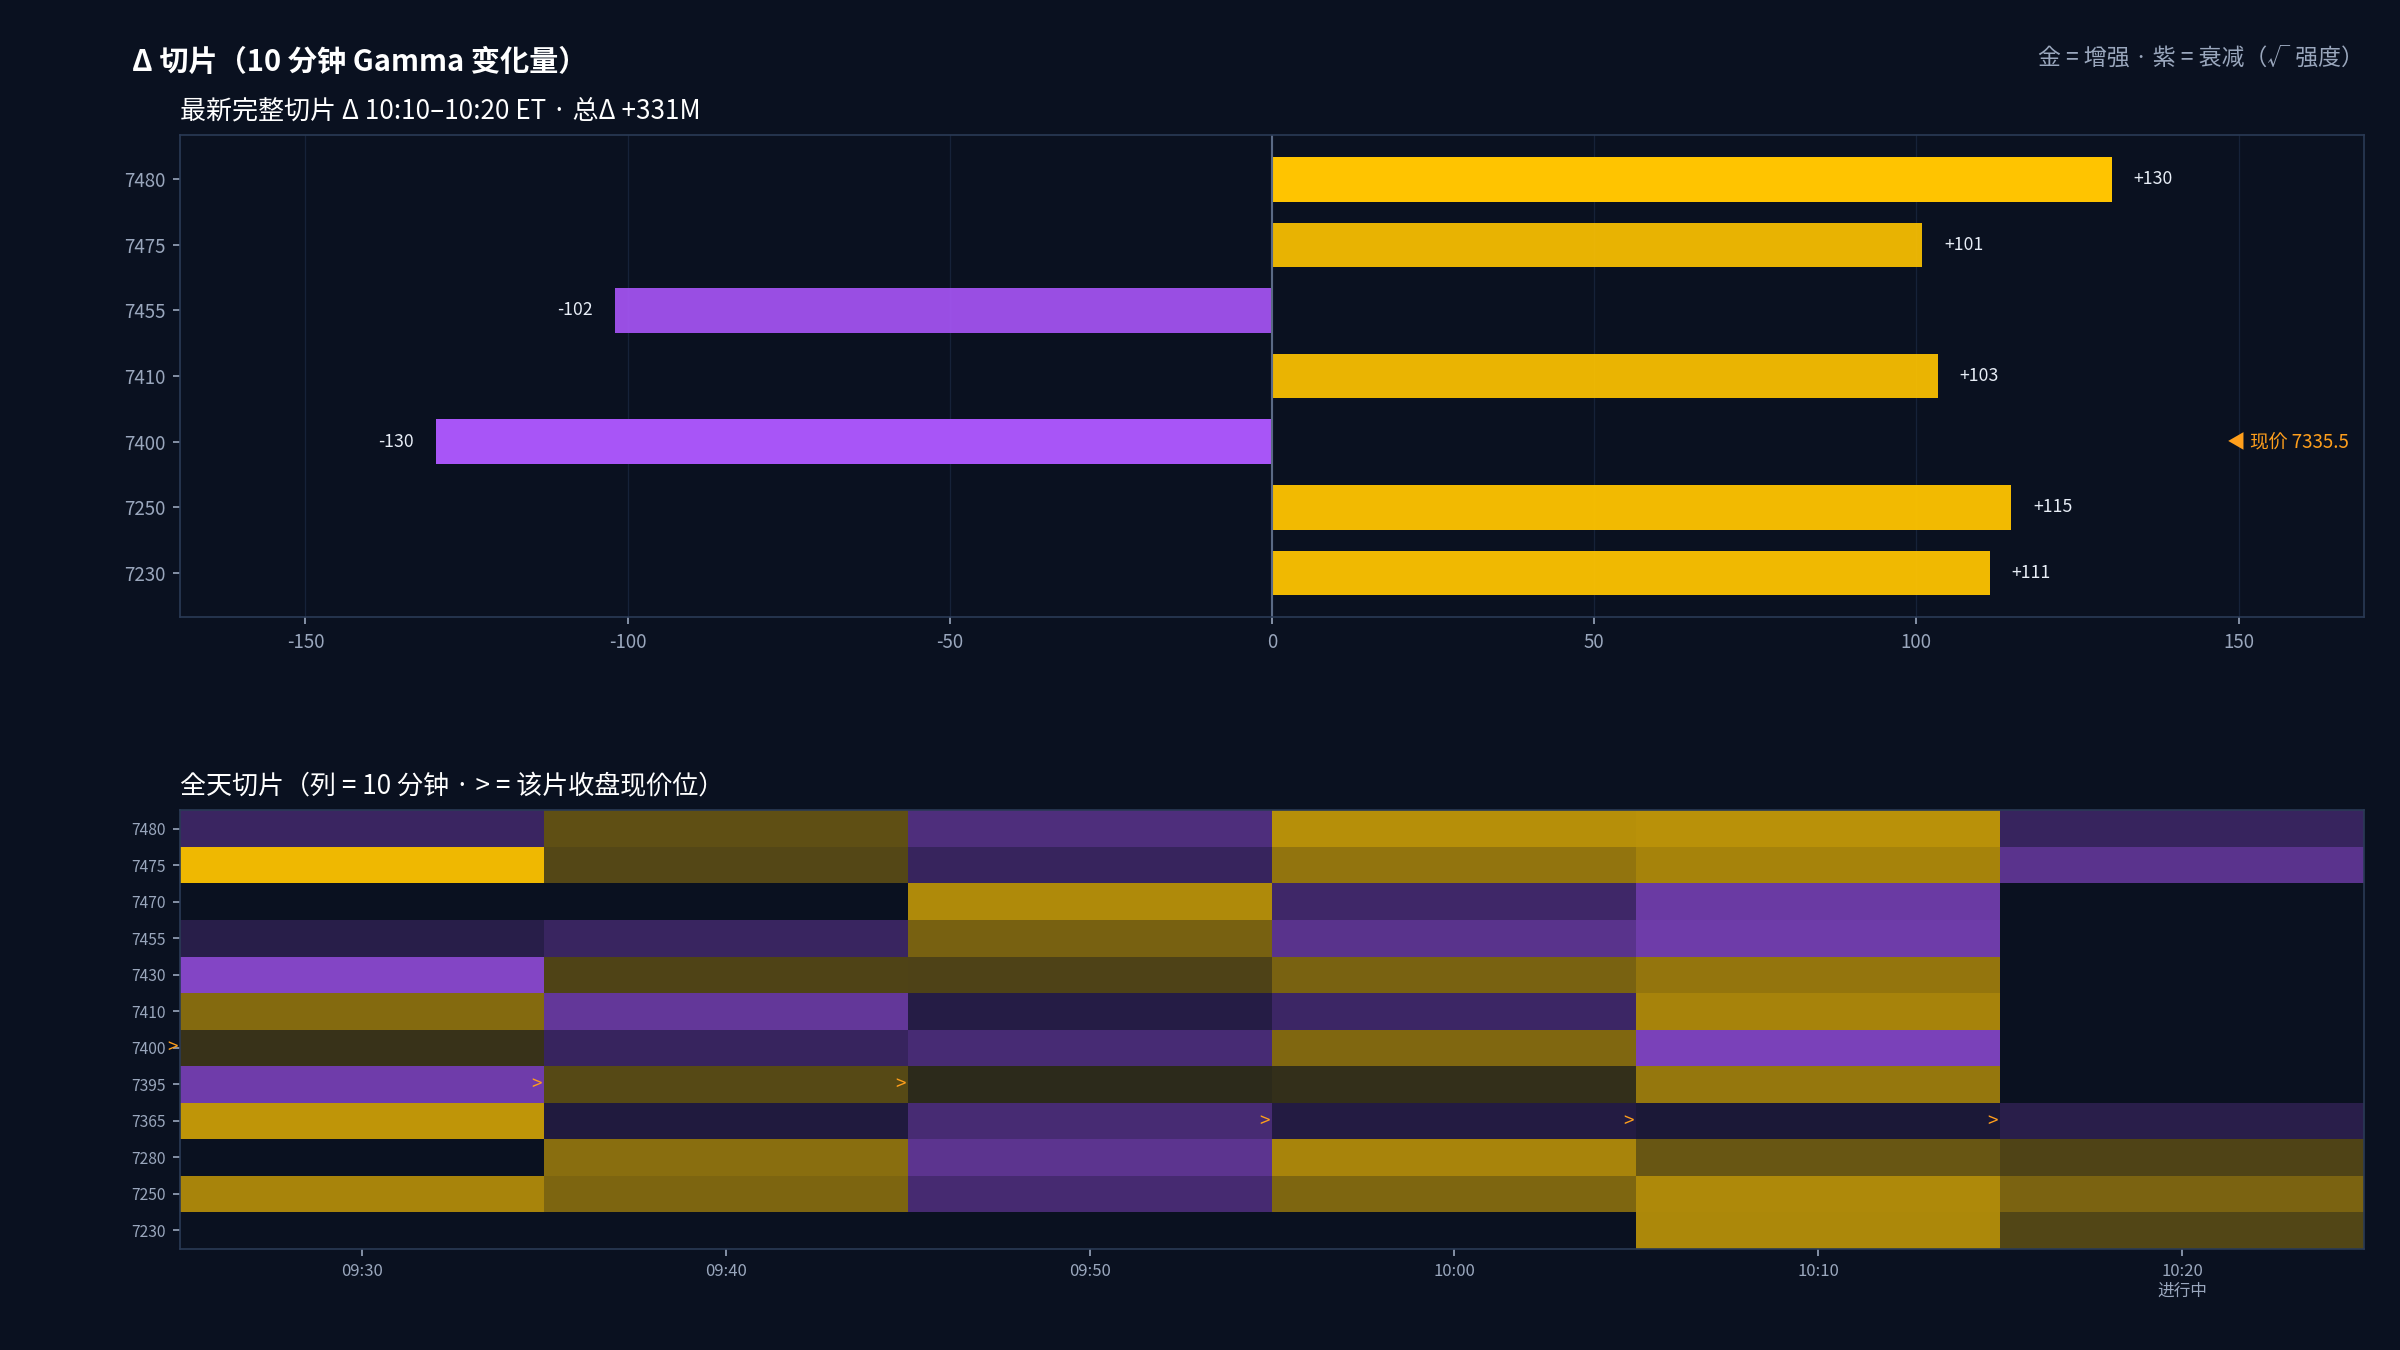 Δ 切片（10 分钟 Gamma 变化量）
金 = 增强 · 紫 = 衰减（√ 强度）
最新完整切片 Δ 10:10–10:20 ET · 总Δ +331M
7480 +130
7475 +101
7455 -102
7410 +103
7400 -130 ◀ 现价 7335.5
7250 +115
7230 +111
-150 -100 -50 0 50 100 150
全天切片（列 = 10 分钟 · > = 该片收盘现价位）
7480
7475
7470
7455
7430
7410
7400 >
7395 > >
7365 > > >
7280
7250
7230
09:30 09:40 09:50 10:00 10:10 10:20
进行中